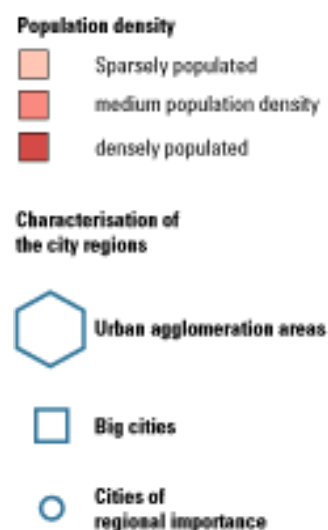 Population density
Sparsely populated
medium population density
densely populated
Characterisation of
the city regions
Urban agglomeration areas
Big cities
Cities of
regional importance